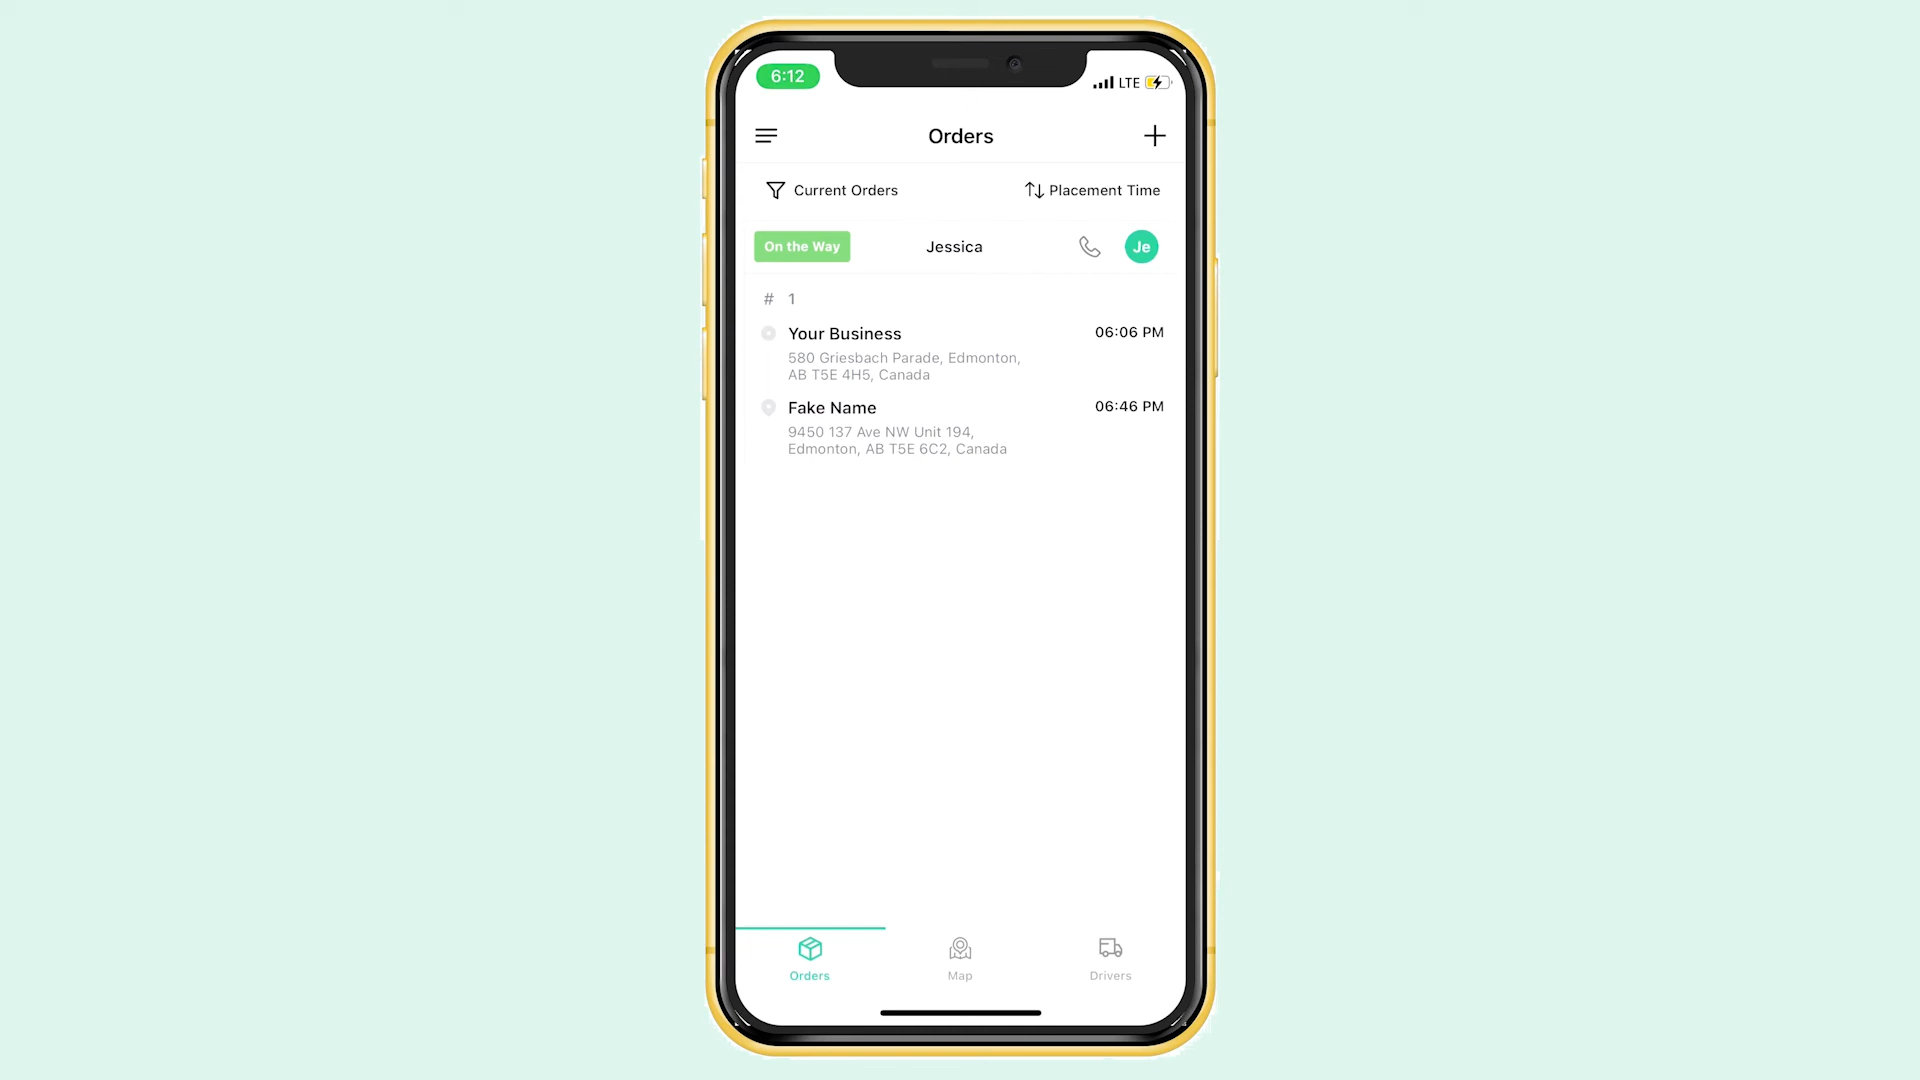 6:12
LTE
Orders
Current Orders
Placement Time
On the Way
Jessica
Je
# 1
Your Business
06:06 PM
580 Griesbach Parade, Edmonton,
AB T5E 4H5, Canada
Fake Name
06:46 PM
9450 137 Ave NW Unit 194,
Edmonton, AB T5E 6C2, Canada
Orders
Map
Drivers